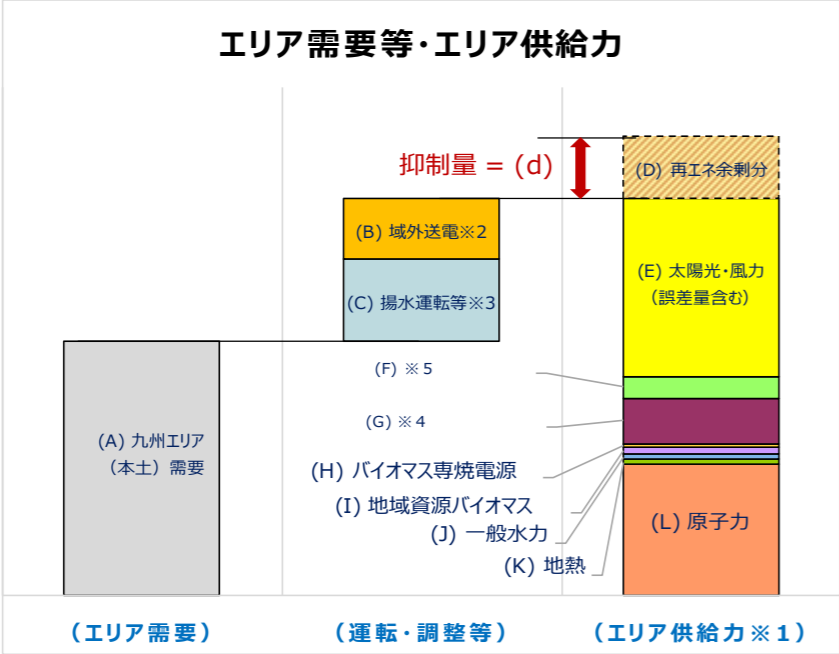 エリア需要等・エリア供給力
抑制量 = (d)
(D) 再エネ余剰分
(B) 域外送電※2
(C) 揚水運転等※3
(E) 太陽光・風力
(誤差量含む)
(F) ※5
(G) ※4
(A) 九州エリア
（本土）需要
(H) バイオマス専焼電源
(I) 地域資源バイオマス
(J) 一般水力
(K) 地熱
(L) 原子力
（エリア需要）
（運転・調整等）
（エリア供給力※1）